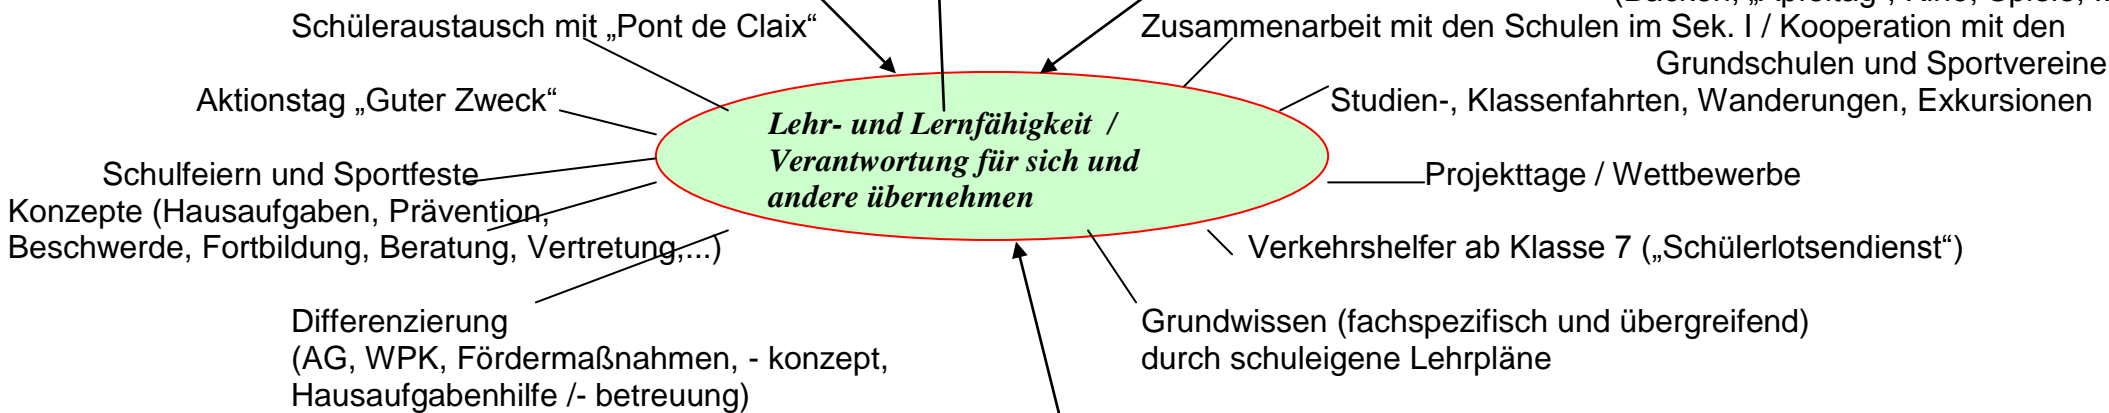 Schüleraustausch mit „Pont de Claix“
Zusammenarbeit mit den Schulen im Sek. I / Kooperation mit den
Grundschulen und Sportvereine
Aktionstag „Guter Zweck“
Studien-, Klassenfahrten, Wanderungen, Exkursionen
Lehr- und Lernfähigkeit /
Verantwortung für sich und
andere übernehmen
Schulfeiern und Sportfeste
Projekttage / Wettbewerbe
Konzepte (Hausaufgaben, Prävention,
Beschwerde, Fortbildung, Beratung, Vertretung,...)
Verkehrshelfer ab Klasse 7 („Schülerlotsendienst“)
Differenzierung
(AG, WPK, Fördermaßnahmen, - konzept,
Hausaufgabenhilfe /- betreuung)
Grundwissen (fachspezifisch und übergreifend)
durch schuleigene Lehrpläne